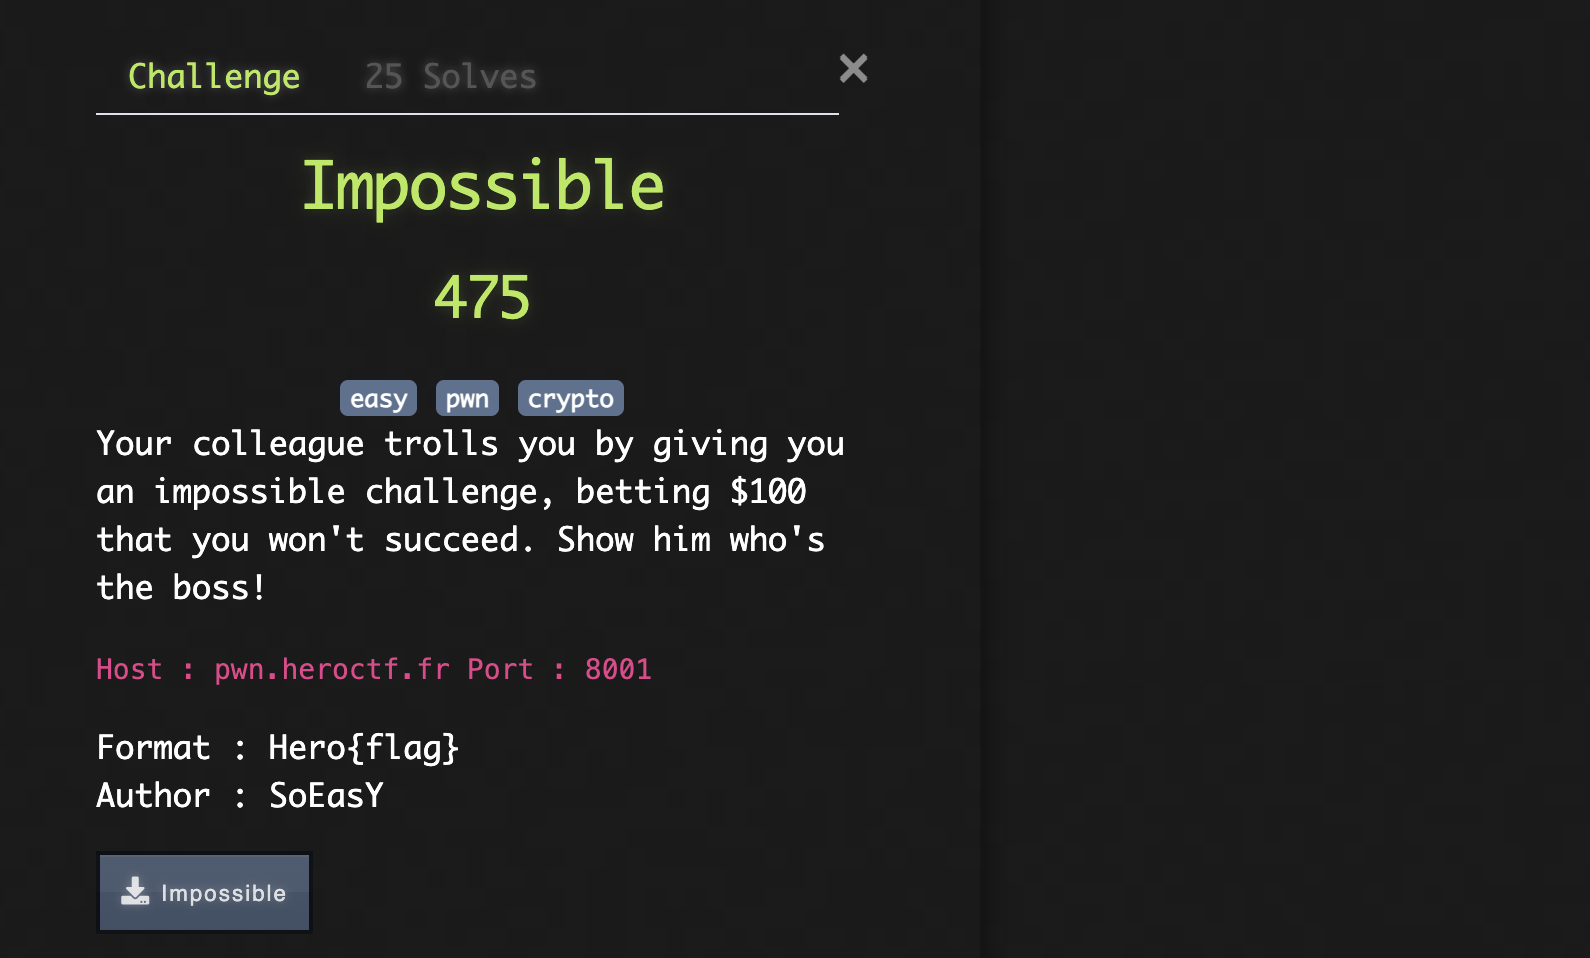 Challenge 25 Solves
Impossible
475
easy pwn crypto
Your colleague trolls you by giving you
an impossible challenge, betting $100
that you won't succeed. Show him who's
the boss!
Host : pwn.heroctf.fr Port : 8001
Format : Hero{flag}
Author : SoEasY
Impossible